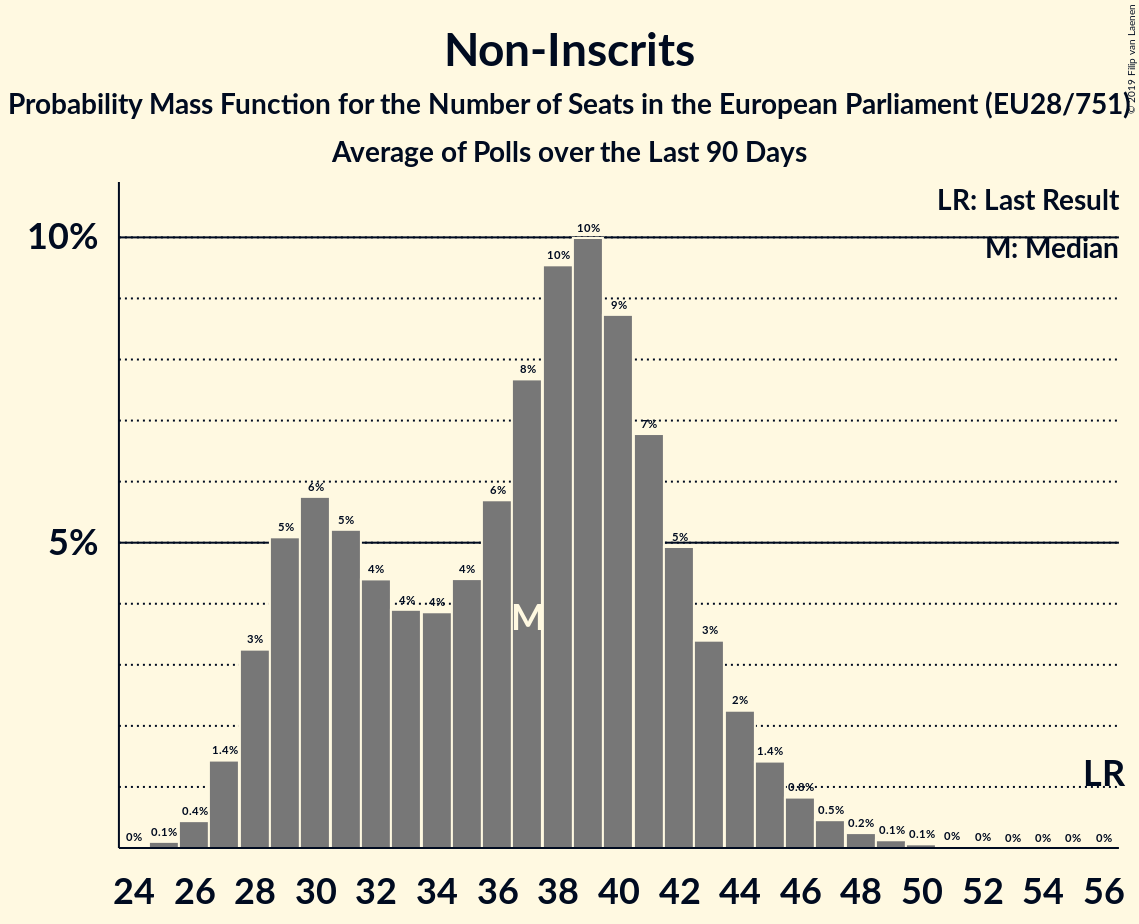 Non-Inscrits
Probability Mass Function for the Number of Seats in the European Parliament (EU28/751)
Average of Polls over the Last 90 Days
© 2019 Filip van Laenen
LR: Last Result
M: Median
10%
5%
0% 0.1% 0.4% 1.4% 3% 5% 6% 5% 4% 4% 4% 4% 6% 8% 10% 10% 9% 7% 5% 3% 2% 1.4% 0.8% 0.5% 0.2% 0.1% 0.1% 0% 0% 0% 0% 0% 0%
M
LR
24 26 28 30 32 34 36 38 40 42 44 46 48 50 52 54 56